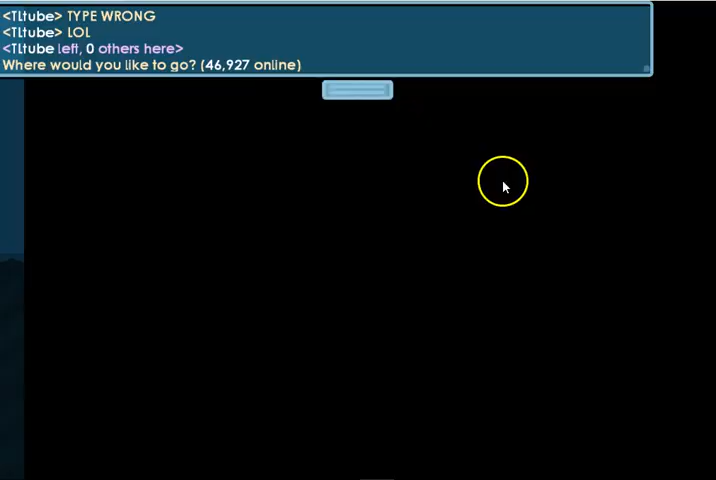 <TLtube> TYPE WRONG
<TLtube> LOL
<TLtube left, 0 others here>
Where would you like to go? (46,927 online)